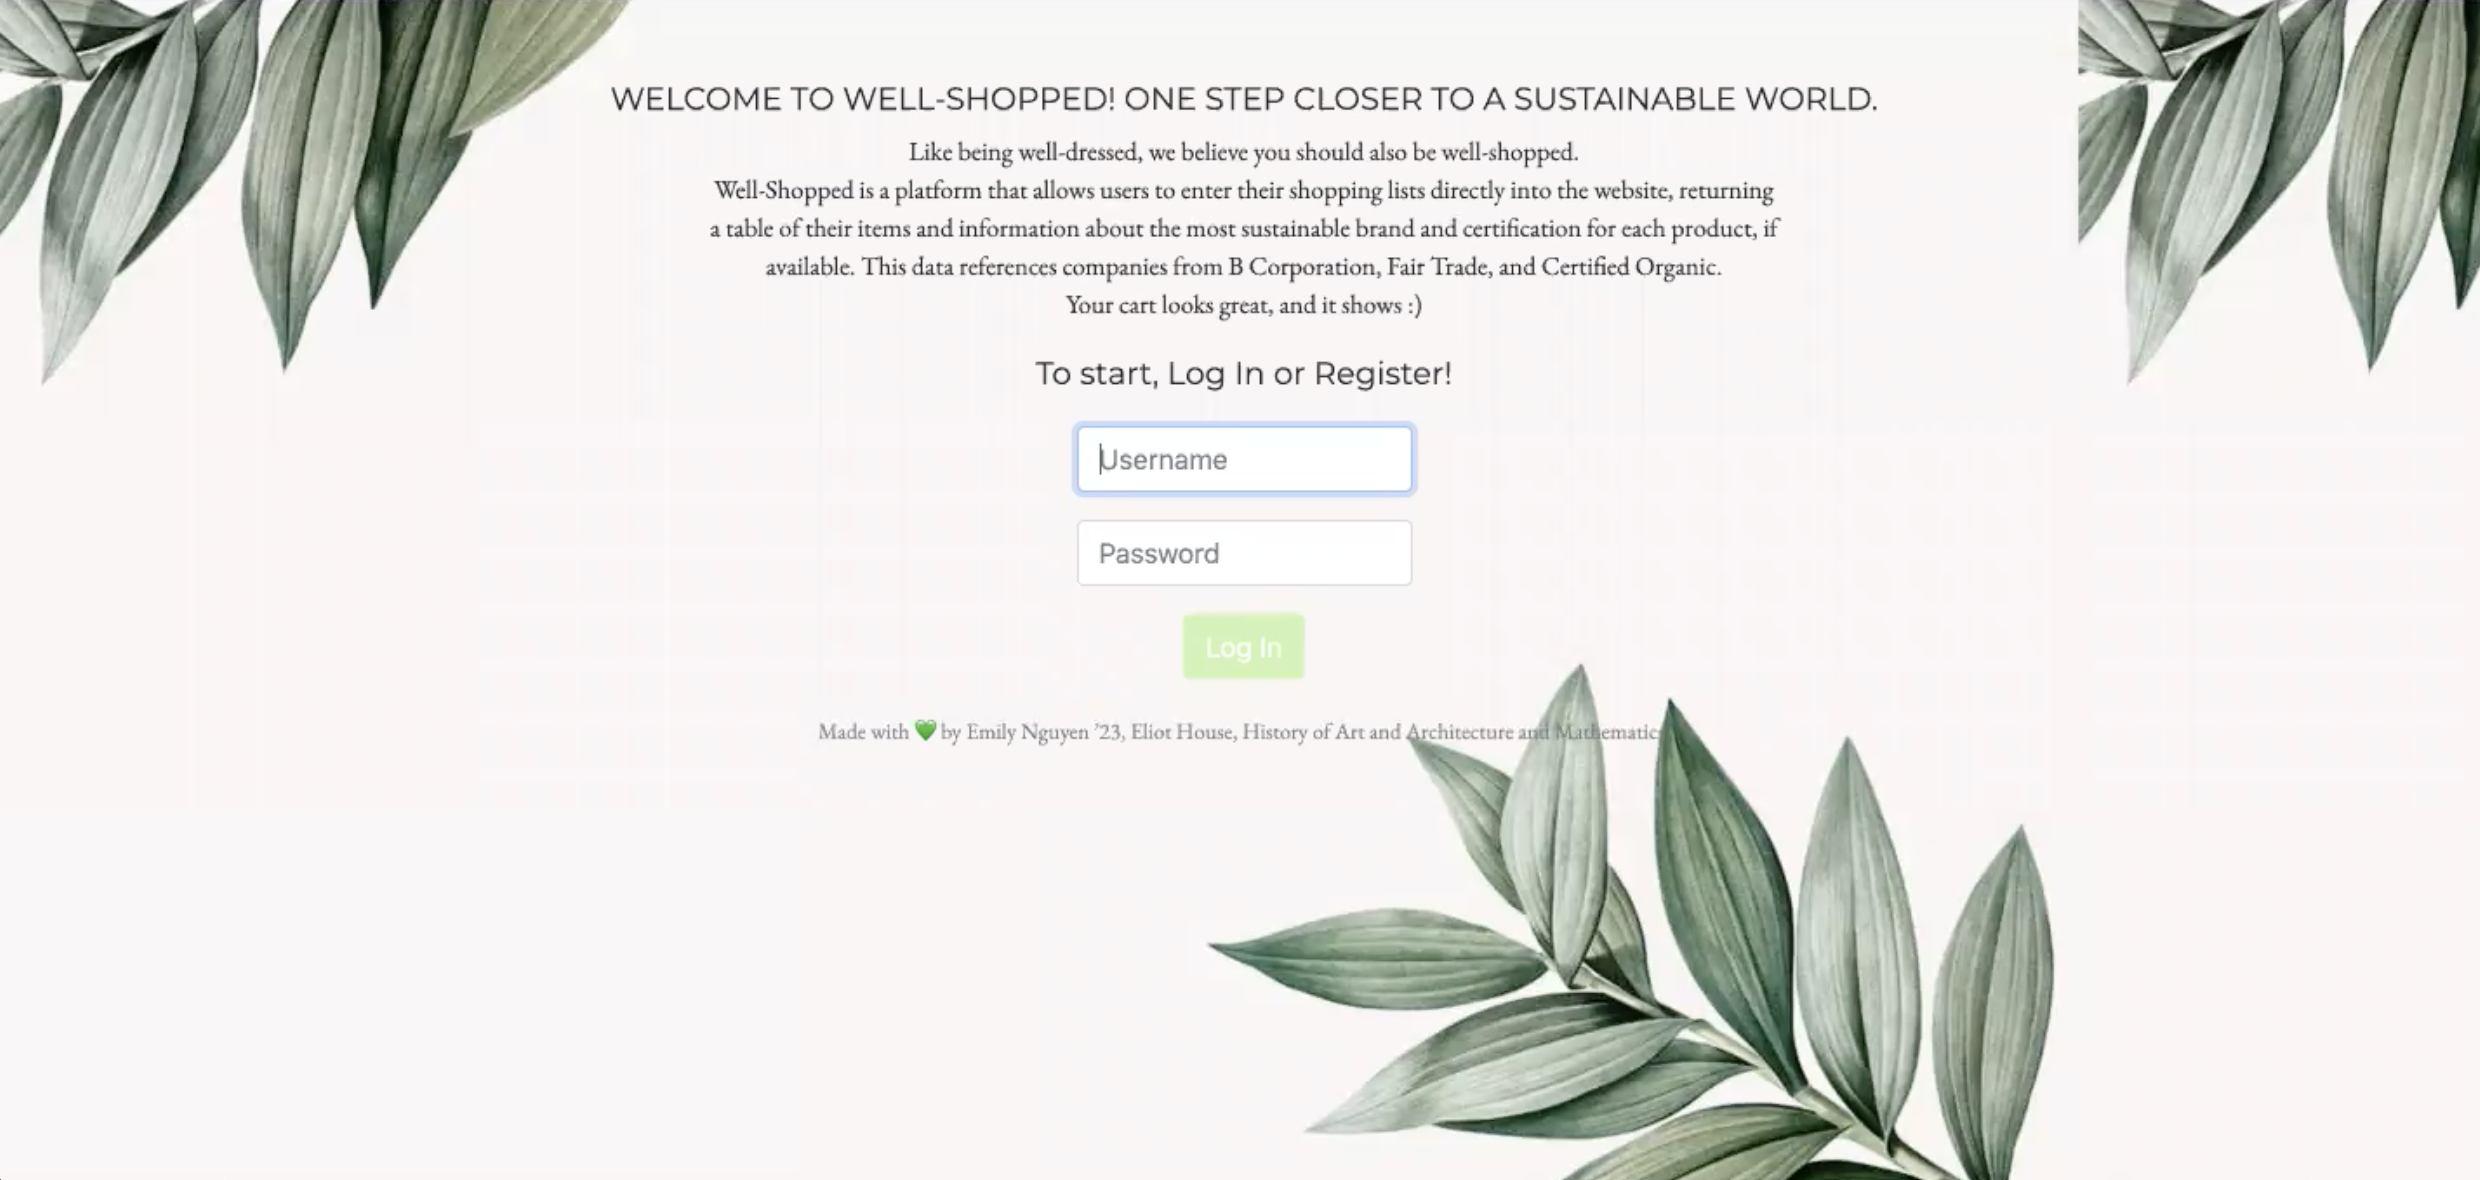 WELCOME TO WELL-SHOPPED! ONE STEP CLOSER TO A SUSTAINABLE WORLD.
Like being well-dressed, we believe you should also be well-shopped.
Well-Shopped is a platform that allows users to enter their shopping lists directly into the website, returning
a table of their items and information about the most sustainable brand and certification for each product, if
available. This data references companies from B Corporation, Fair Trade, and Certified Organic.
Your cart looks great, and it shows :)
To start, Log In or Register!
Username
Password
Log In
Made with 💚 by Emily Nguyen ’23, Eliot House, History of Art and Architecture and Mathematics